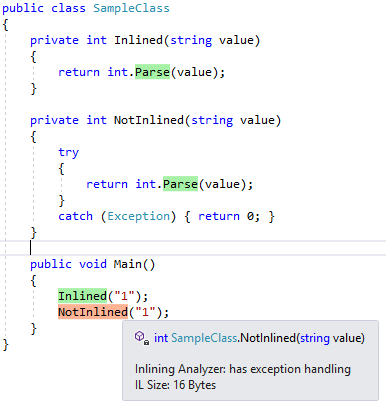 public class SampleClass
{
    private int Inlined(string value)
    {
        return int.Parse(value);
    }

    private int NotInlined(string value)
    {
        try
        {
            return int.Parse(value);
        }
        catch (Exception) { return 0; }
    }

    public void Main()
    {
        Inlined("1");
        NotInlined("1");
    }
}
int SampleClass.NotInlined(string value)
Inlining Analyzer: has exception handling
IL Size: 16 Bytes